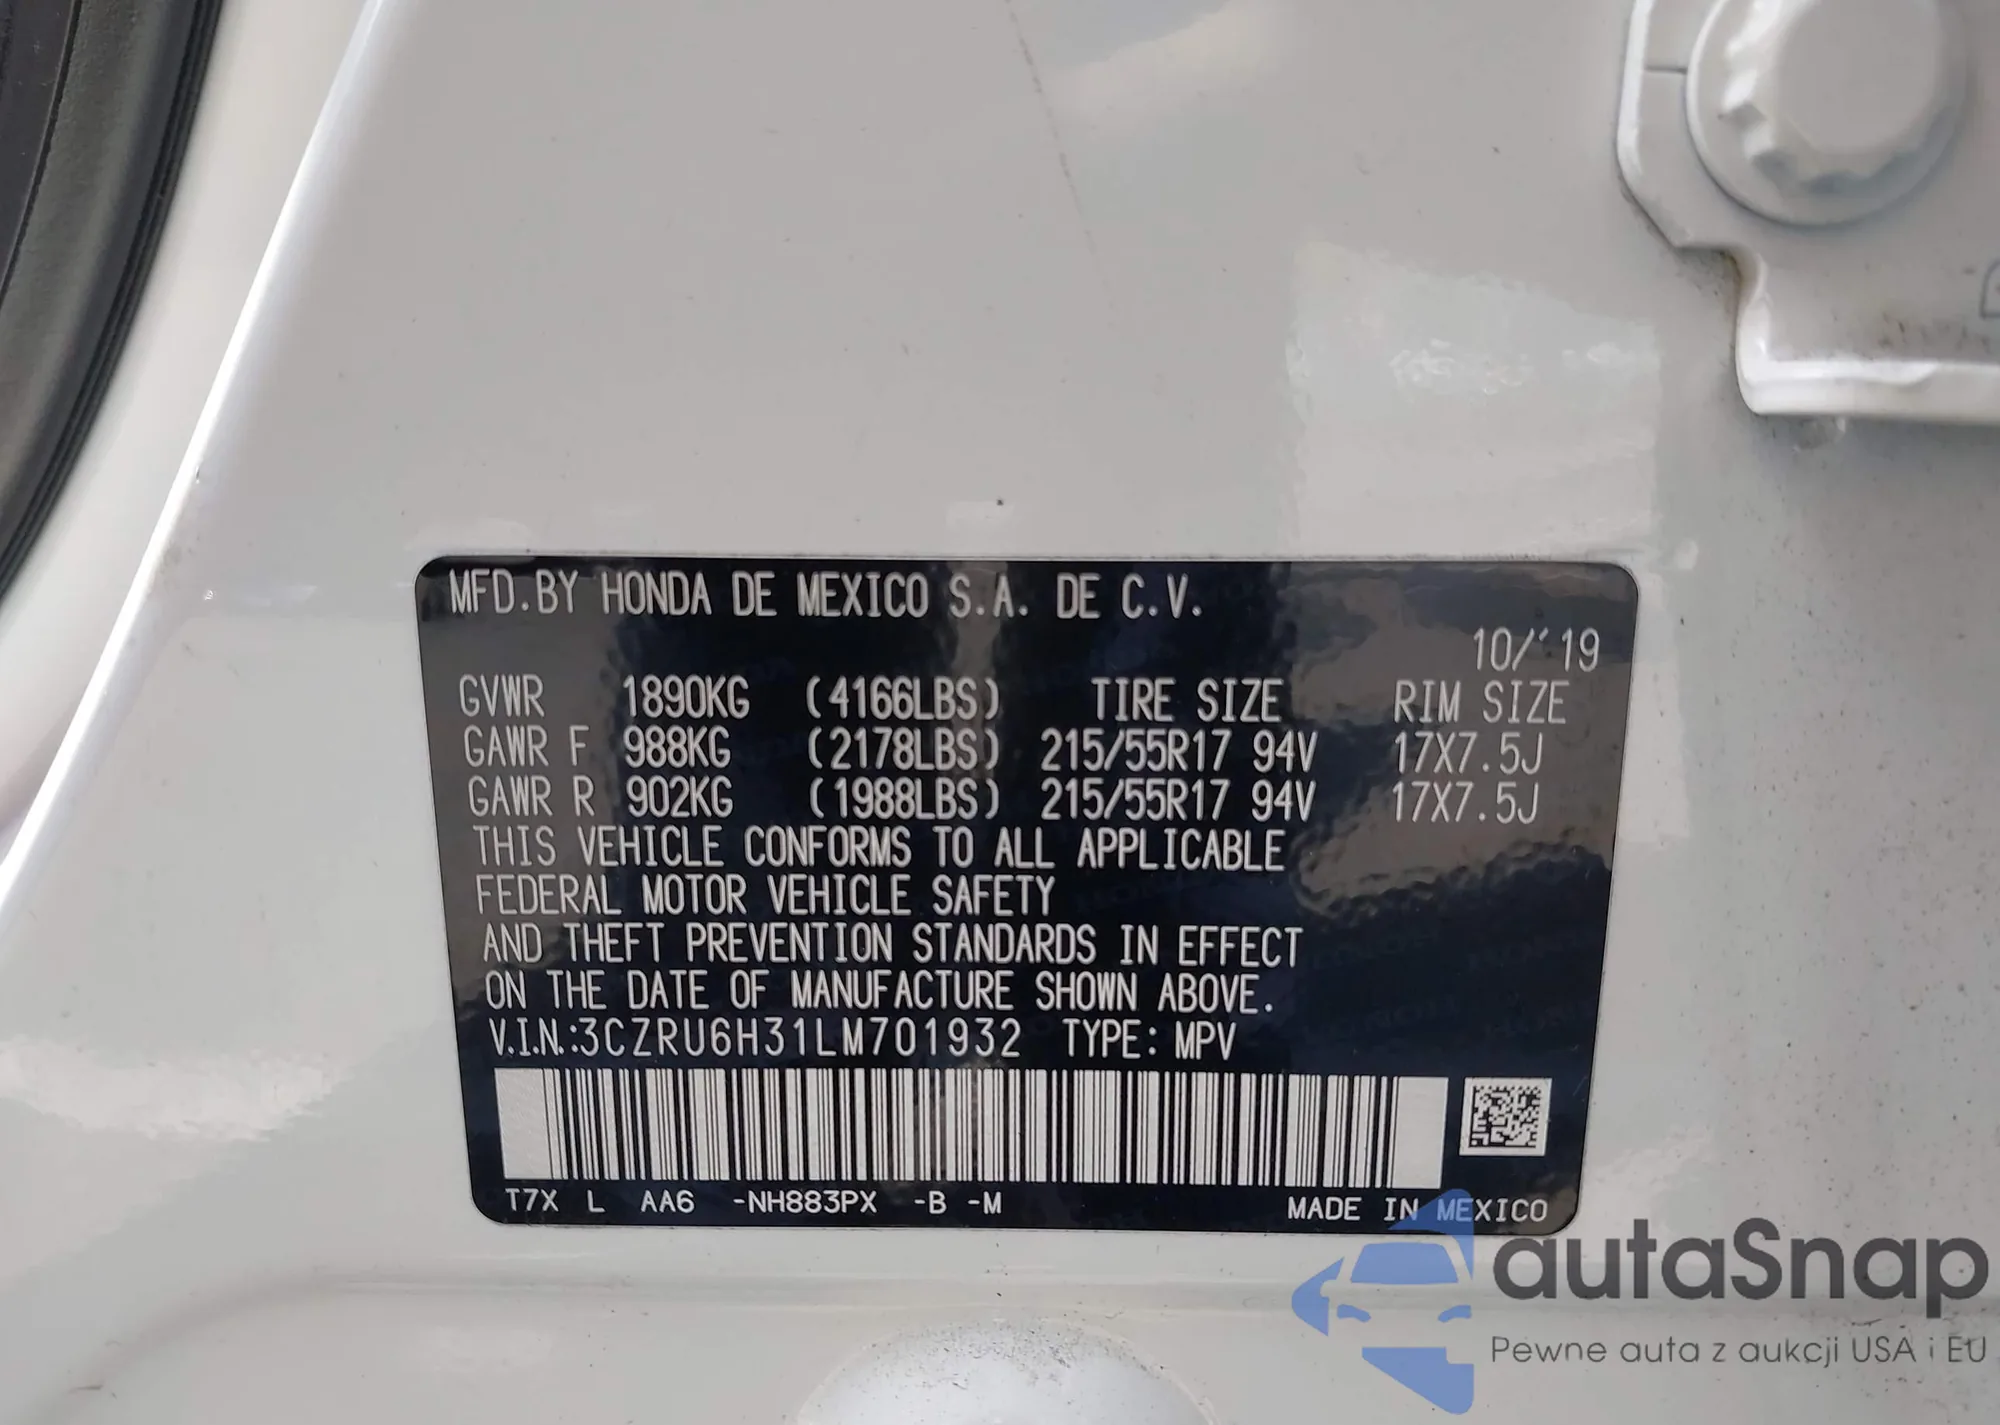 MFD.BY HONDA DE MEXICO S.A. DE C.V.
10/'19
GVWR 1890KG (4166LBS) TIRE SIZE RIM SIZE
GAWR F 988KG (2178LBS) 215/55R17 94V 17X7.5J
GAWR R 902KG (1988LBS) 215/55R17 94V 17X7.5J
THIS VEHICLE CONFORMS TO ALL APPLICABLE
FEDERAL MOTOR VEHICLE SAFETY
AND THEFT PREVENTION STANDARDS IN EFFECT
ON THE DATE OF MANUFACTURE SHOWN ABOVE.
V.I.N.:3CZRU6H31LM701932 TYPE: MPV
T7X L AA6 -NH883PX -B -M MADE IN MEXICO
autaSnap
Pewne auta z aukcji USA i EU